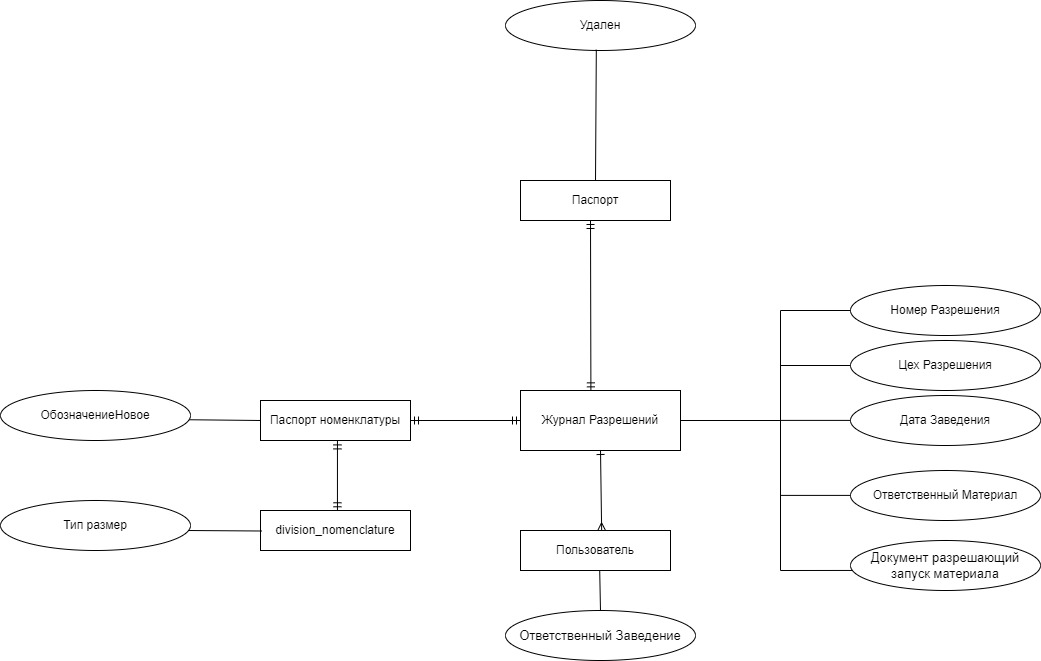 Удален
Паспорт
Номер Разрешения
Цех Разрешения
ОбозначениеНовое
Паспорт номенклатуры
Журнал Разрешений
Дата Заведения
Ответственный Материал
Тип размер
division_nomenclature
Пользователь
Документ разрешающий
запуск материала
Ответственный Заведение